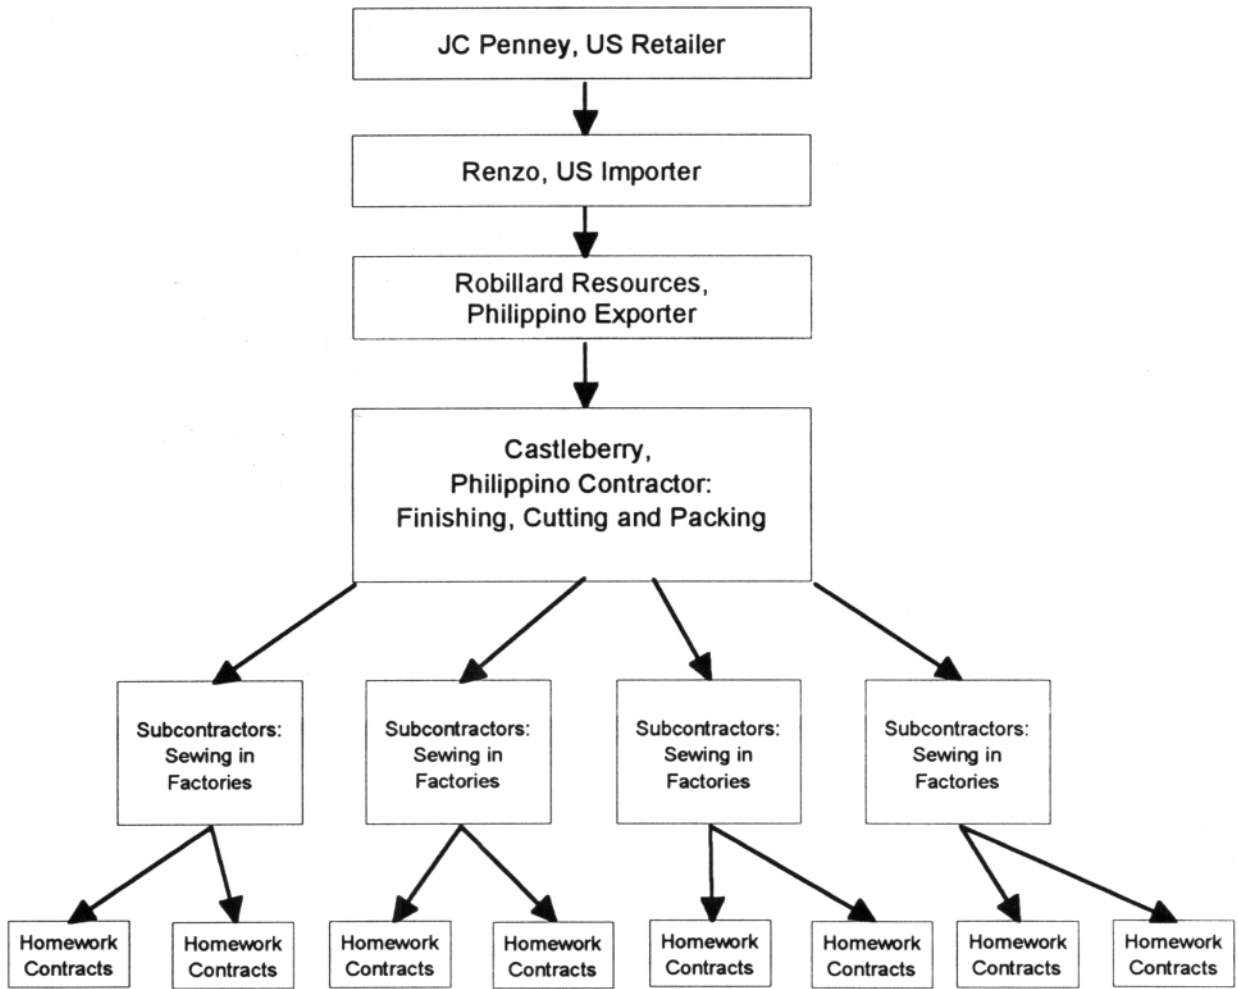 JC Penney, US Retailer
Renzo, US Importer
Robillard Resources,
Philippino Exporter
Castleberry,
Philippino Contractor:
Finishing, Cutting and Packing
Subcontractors:
Sewing in
Factories
Subcontractors:
Sewing in
Factories
Subcontractors:
Sewing in
Factories
Subcontractors:
Sewing in
Factories
Homework
Contracts
Homework
Contracts
Homework
Contracts
Homework
Contracts
Homework
Contracts
Homework
Contracts
Homework
Contracts
Homework
Contracts